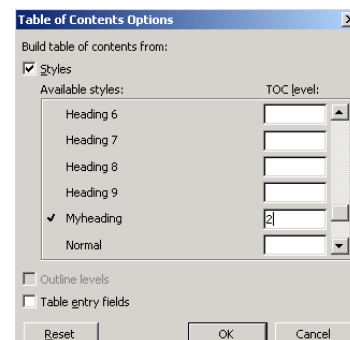 Table of Contents Options
Build table of contents from:
Styles
Available styles: TOC level:
Heading 6
Heading 7
Heading 8
Heading 9
Myheading 2
Normal
Outline levels
Table entry fields
Reset OK Cancel